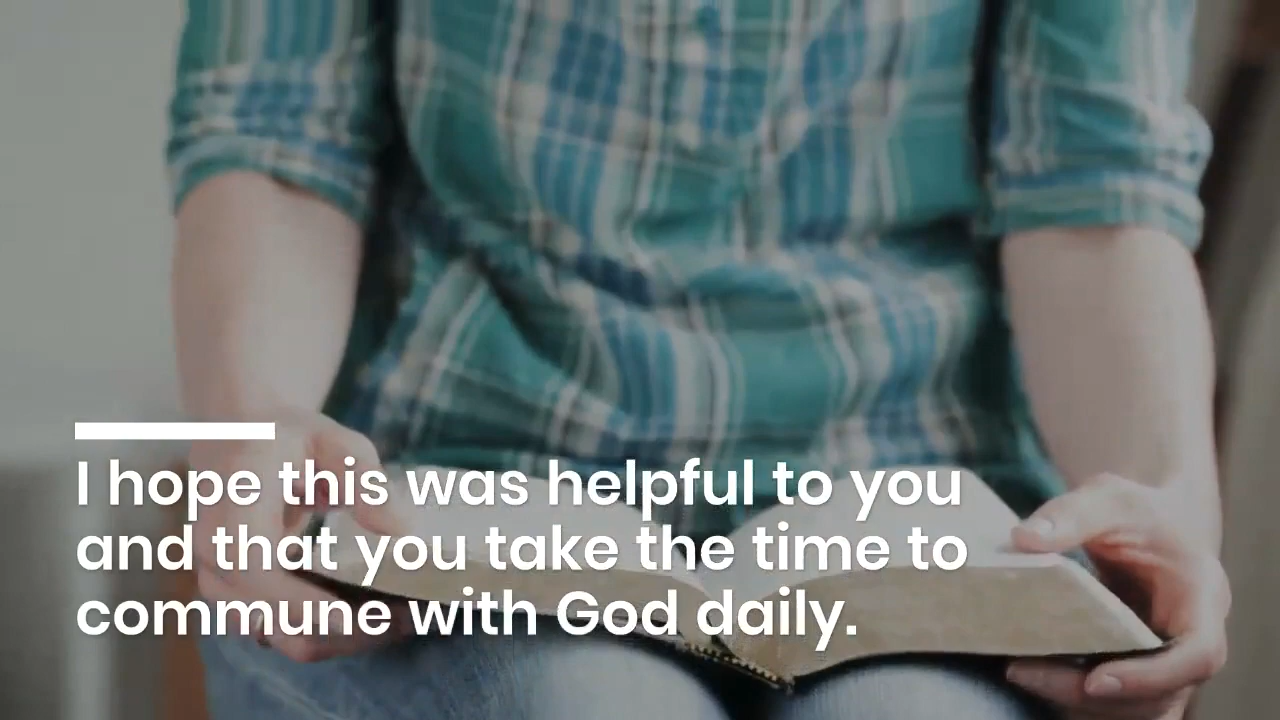 I hope this was helpful to you
and that you take the time to
commune with God daily.